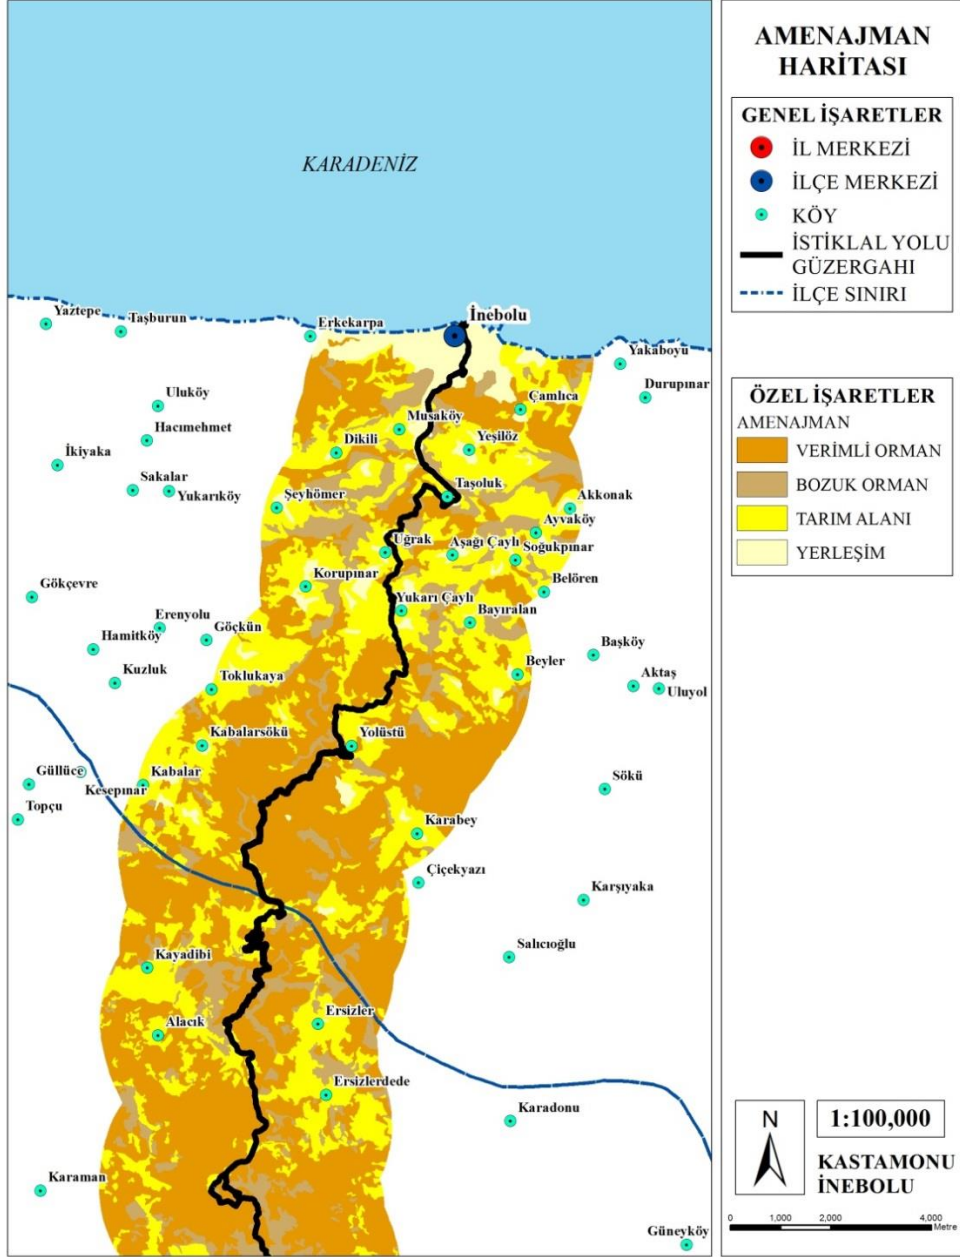 AMENAJMAN
HARİTASI
GENEL İŞARETLER
İL MERKEZİ
İLÇE MERKEZİ
KÖY
İSTİKLAL YOLU
GÜZERGAHI
İLÇE SINIRI
ÖZEL İŞARETLER
AMENAJMAN
VERİMLİ ORMAN
BOZUK ORMAN
TARIM ALANI
YERLEŞİM
KARADENİZ
Yaztepe
Taşburun
Erkekarpa
İnebolu
Yakaboyu
Durupınar
Uluköy
Çamlıca
Hacımehmet
Musaköy
İkiyaka
Dikili
Yeşilöz
Sakalar
Yukarıköy
Şeyhömer
Taşoluk
Akkonak
Ayvaköy
Uğrak
Aşağı Çaylı
Soğukpınar
Gökçevre
Korupınar
Belören
Yukarı Çaylı
Bayıralan
Erenyolu
Göçkün
Hamitköy
Başköy
Kuzluk
Toklukaya
Beyler
Aktaş
Uluyol
Kabalarsökü
Yolüstü
Güllüce
Kesepınar
Kabalar
Sökü
Topçu
Karabey
Çiçekyazı
Karşıyaka
Kayadibi
Salıcıoğlu
Alacık
Ersizler
Ersizlerdede
Karadonu
Karaman
Güneyköy
N
1:100,000
KASTAMONU
İNEBOLU
0 1,000 2,000 4,000
Metre